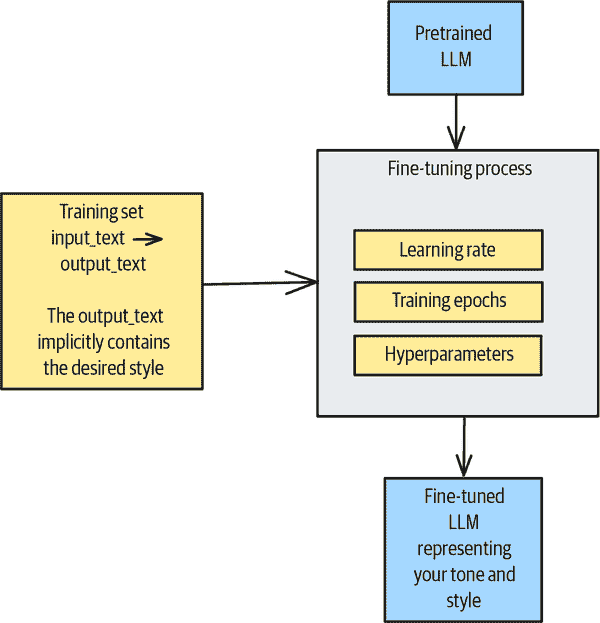 Pretrained
LLM
Fine-tuning process
Learning rate
Training epochs
Hyperparameters
Training set
input_text →
output_text
The output_text
implicitly contains
the desired style
Fine-tuned
LLM
representing
your tone and
style